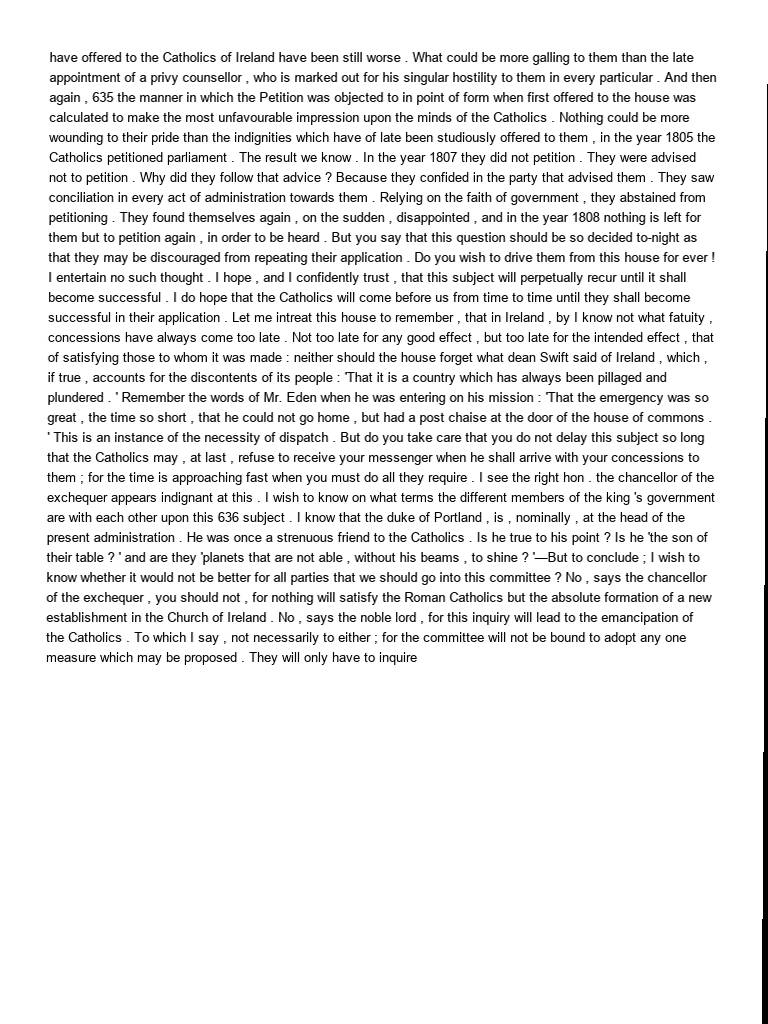 have offered to the Catholics of Ireland have been still worse . What could be more galling to them than the late
appointment of a privy counsellor , who is marked out for his singular hostility to them in every particular . And then
again , 635 the manner in which the Petition was objected to in point of form when first offered to the house was
calculated to make the most unfavourable impression upon the minds of the Catholics . Nothing could be more
wounding to their pride than the indignities which have of late been studiously offered to them , in the year 1805 the
Catholics petitioned parliament . The result we know . In the year 1807 they did not petition . They were advised
not to petition . Why did they follow that advice ? Because they confided in the party that advised them . They saw
conciliation in every act of administration towards them . Relying on the faith of government , they abstained from
petitioning . They found themselves again , on the sudden , disappointed , and in the year 1808 nothing is left for
them but to petition again , in order to be heard . But you say that this question should be so decided to-night as
that they may be discouraged from repeating their application . Do you wish to drive them from this house for ever !
I entertain no such thought . I hope , and I confidently trust , that this subject will perpetually recur until it shall
become successful . I do hope that the Catholics will come before us from time to time until they shall become
successful in their application . Let me intreat this house to remember , that in Ireland , by I know not what fatuity ,
concessions have always come too late . Not too late for any good effect , but too late for the intended effect , that
of satisfying those to whom it was made : neither should the house forget what dean Swift said of Ireland , which ,
if true , accounts for the discontents of its people : 'That it is a country which has always been pillaged and
plundered . ' Remember the words of Mr. Eden when he was entering on his mission : 'That the emergency was so
great , the time so short , that he could not go home , but had a post chaise at the door of the house of commons .
' This is an instance of the necessity of dispatch . But do you take care that you do not delay this subject so long
that the Catholics may , at last , refuse to receive your messenger when he shall arrive with your concessions to
them ; for the time is approaching fast when you must do all they require . I see the right hon . the chancellor of the
exchequer appears indignant at this . I wish to know on what terms the different members of the king 's government
are with each other upon this 636 subject . I know that the duke of Portland , is , nominally , at the head of the
present administration . He was once a strenuous friend to the Catholics . Is he true to his point ? Is he 'the son of
their table ? ' and are they 'planets that are not able , without his beams , to shine ? '—But to conclude ; I wish to
know whether it would not be better for all parties that we should go into this committee ? No , says the chancellor
of the exchequer , you should not , for nothing will satisfy the Roman Catholics but the absolute formation of a new
establishment in the Church of Ireland . No , says the noble lord , for this inquiry will lead to the emancipation of
the Catholics . To which I say , not necessarily to either ; for the committee will not be bound to adopt any one
measure which may be proposed . They will only have to inquire